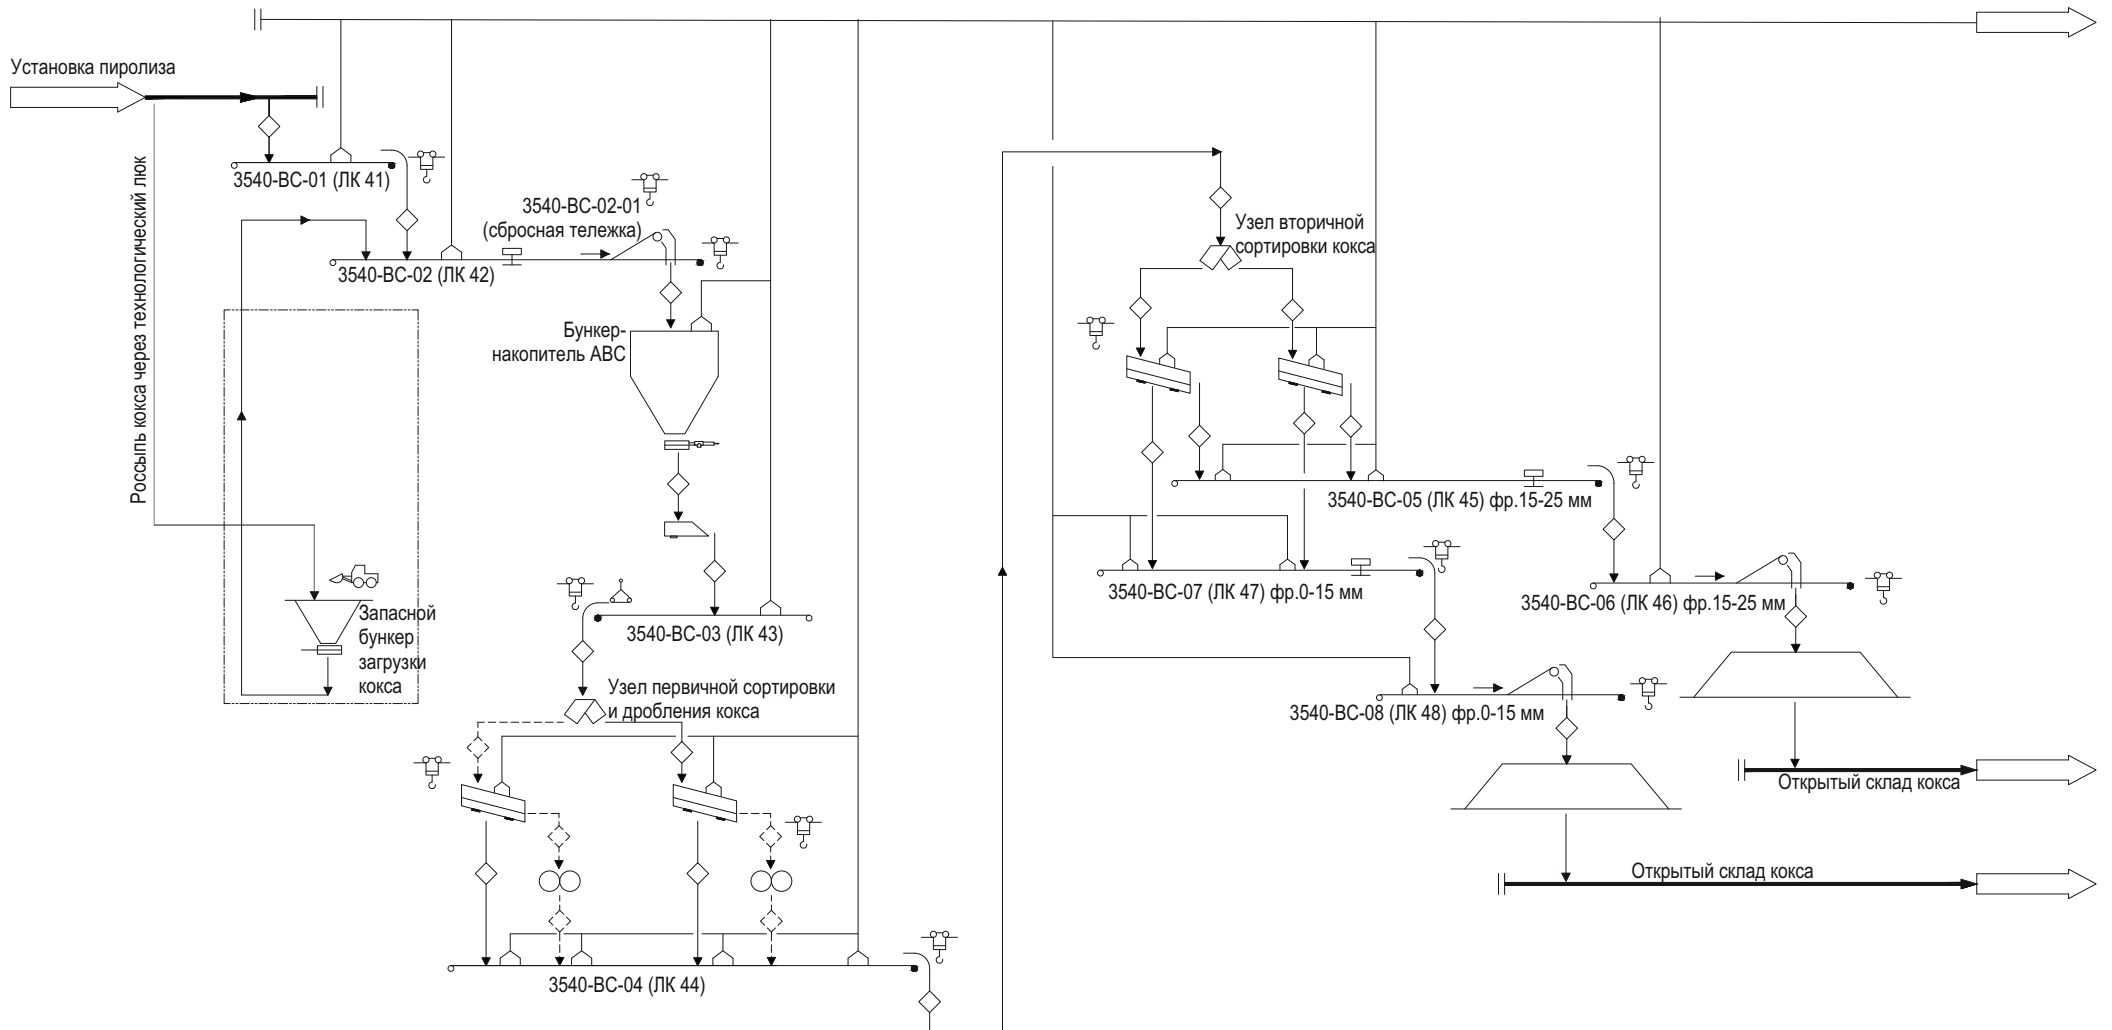 Установка пиролиза
Россыпь кокса через технологический люк
3540-ВС-01 (ЛК 41)
3540-ВС-02-01
(сбросная тележка)
3540-ВС-02 (ЛК 42)
Бункер-
накопитель АВС
Запасной
бункер
загрузки
кокса
3540-ВС-03 (ЛК 43)
Узел первичной сортировки
и дробления кокса
3540-ВС-04 (ЛК 44)
Узел вторичной
сортировки кокса
3540-ВС-05 (ЛК 45) фр.15-25 мм
3540-ВС-07 (ЛК 47) фр.0-15 мм
3540-ВС-06 (ЛК 46) фр.15-25 мм
3540-ВС-08 (ЛК 48) фр.0-15 мм
Открытый склад кокса
Открытый склад кокса